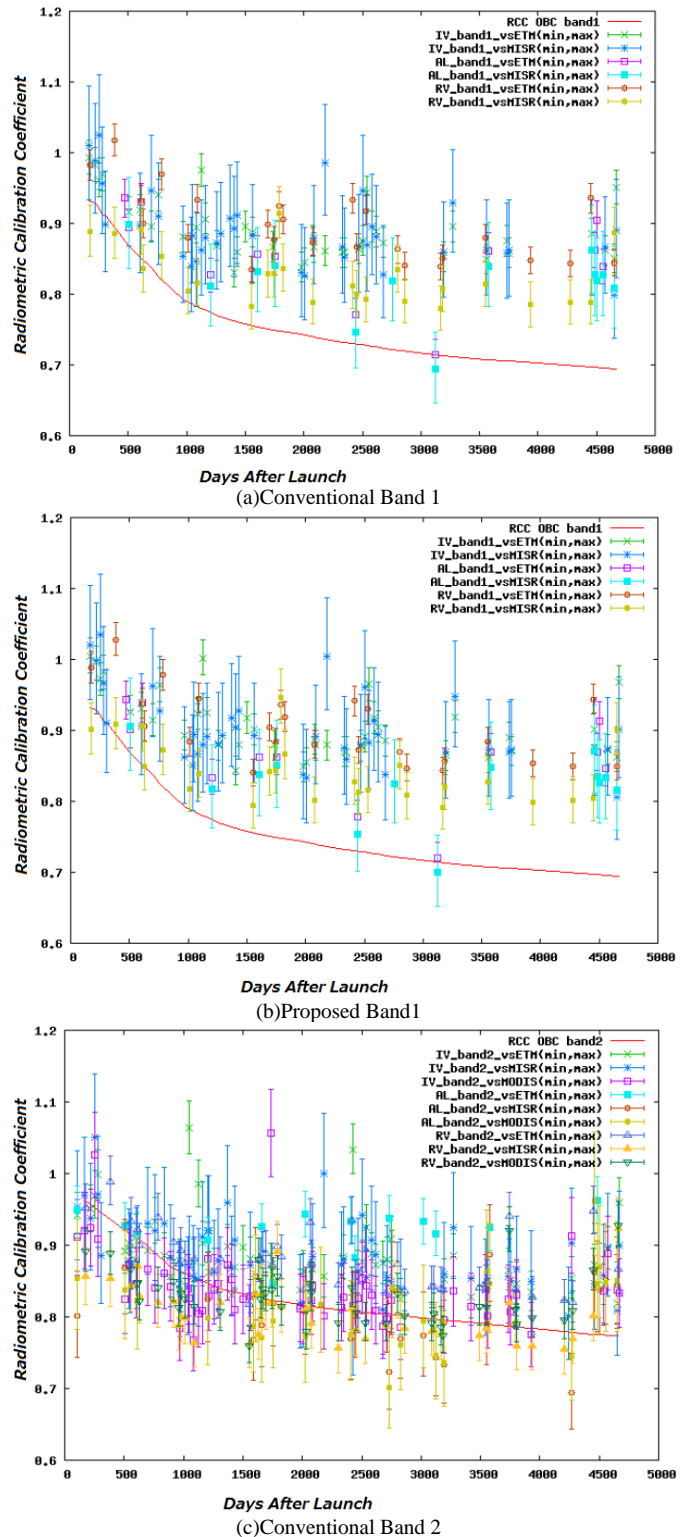 1.2
1.1
1
0.9
0.8
0.7
0.6
Radiometric Calibration Coefficient
RCC OBC band1
IV_band1_vsETM(min,max)
IV_band1_vsMISR(min,max)
AL_band1_vsETM(min,max)
AL_band1_vsMISR(min,max)
RV_band1_vsETM(min,max)
RV_band1_vsMISR(min,max)
0 500 1000 1500 2000 2500 3000 3500 4000 4500 5000
Days After Launch
(a)Conventional Band 1
1.2
1.1
1
0.9
0.8
0.7
0.6
Radiometric Calibration Coefficient
RCC OBC band1
IV_band1_vsETM(min,max)
IV_band1_vsMISR(min,max)
AL_band1_vsETM(min,max)
AL_band1_vsMISR(min,max)
RV_band1_vsETM(min,max)
RV_band1_vsMISR(min,max)
0 500 1000 1500 2000 2500 3000 3500 4000 4500 5000
Days After Launch
(b)Proposed Band1
1.2
1.1
1
0.9
0.8
0.7
0.6
Radiometric Calibration Coefficient
RCC OBC band2
IV_band2_vsETM(min,max)
IV_band2_vsMISR(min,max)
IV_band2_vsMODIS(min,max)
AL_band2_vsETM(min,max)
AL_band2_vsMISR(min,max)
AL_band2_vsMODIS(min,max)
RV_band2_vsETM(min,max)
RV_band2_vsMISR(min,max)
RV_band2_vsMODIS(min,max)
0 500 1000 1500 2000 2500 3000 3500 4000 4500 5000
Days After Launch
(c)Conventional Band 2